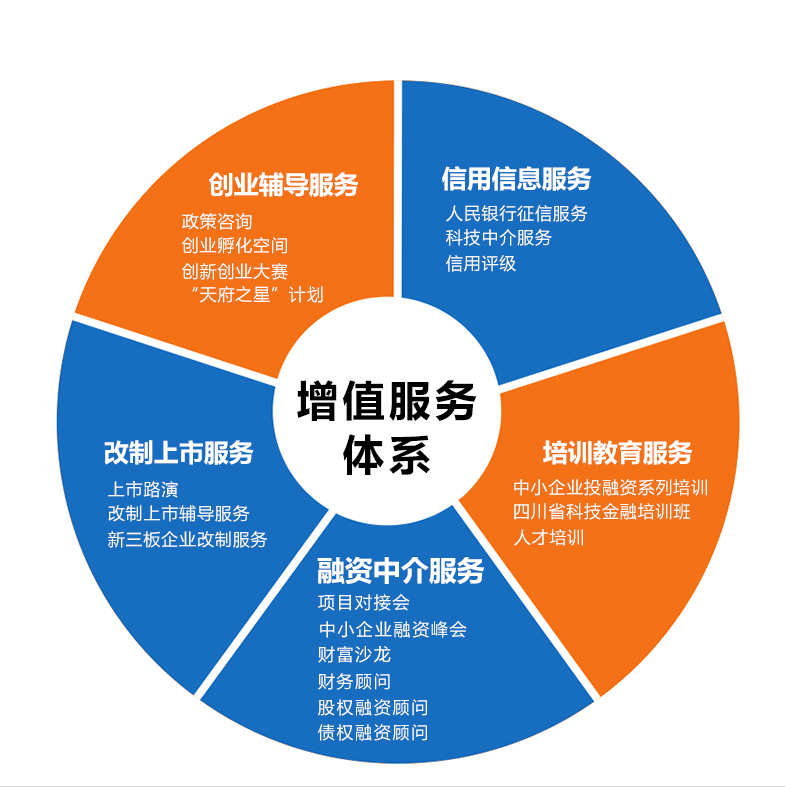 增值服务
体系
创业辅导服务
政策咨询
创业孵化空间
创新创业大赛
“天府之星”计划
信用信息服务
人民银行征信服务
科技中介服务
信用评级
培训教育服务
中小企业投融资系列培训
四川省科技金融培训班
人才培训
融资中介服务
项目对接会
中小企业融资峰会
财富沙龙
财务顾问
股权融资顾问
债权融资顾问
改制上市服务
上市路演
改制上市辅导服务
新三板企业改制服务